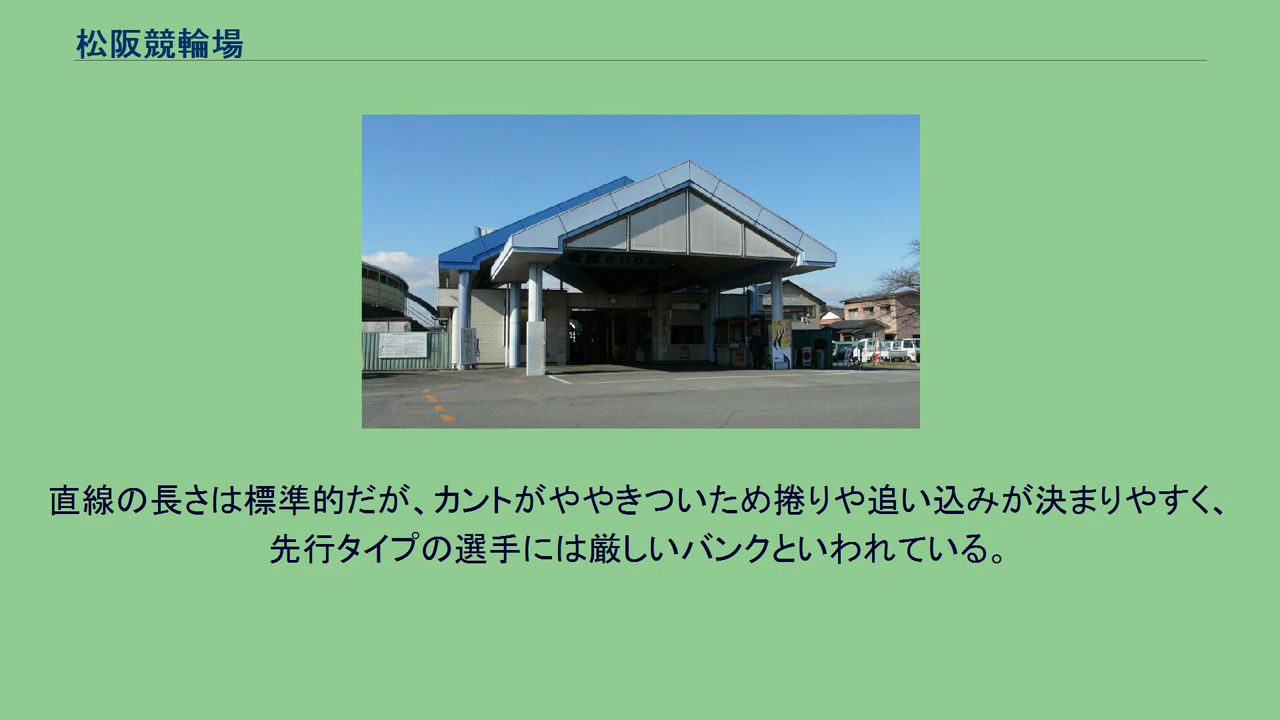 松阪競輪場
直線の長さは標準的だが、カントがややきついため捲りや追い込みが決まりやすく、
先行タイプの選手には厳しいバンクといわれている。